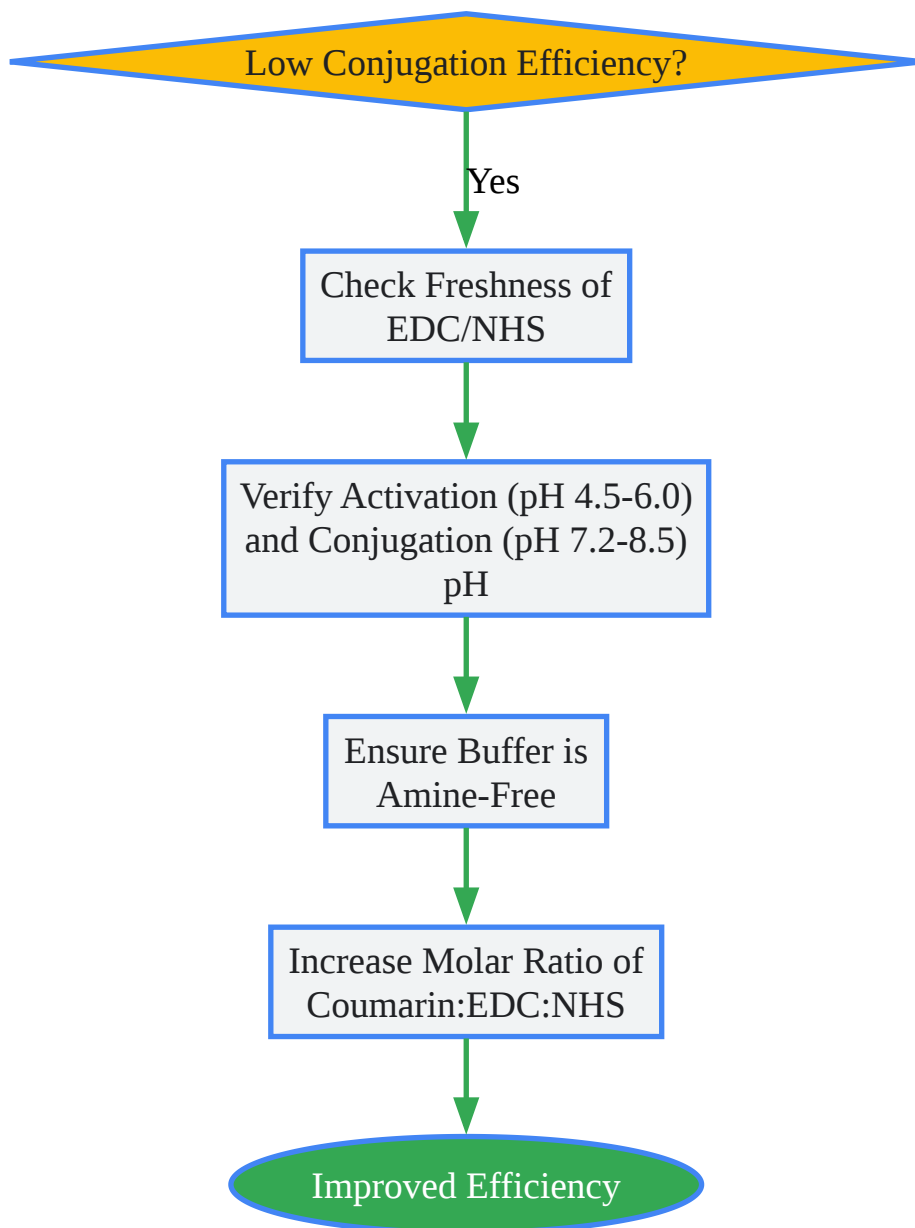 Low Conjugation Efficiency?
Yes
Check Freshness of
EDC/NHS
Verify Activation (pH 4.5-6.0)
and Conjugation (pH 7.2-8.5)
pH
Ensure Buffer is
Amine-Free
Increase Molar Ratio of
Coumarin:EDC:NHS
Improved Efficiency